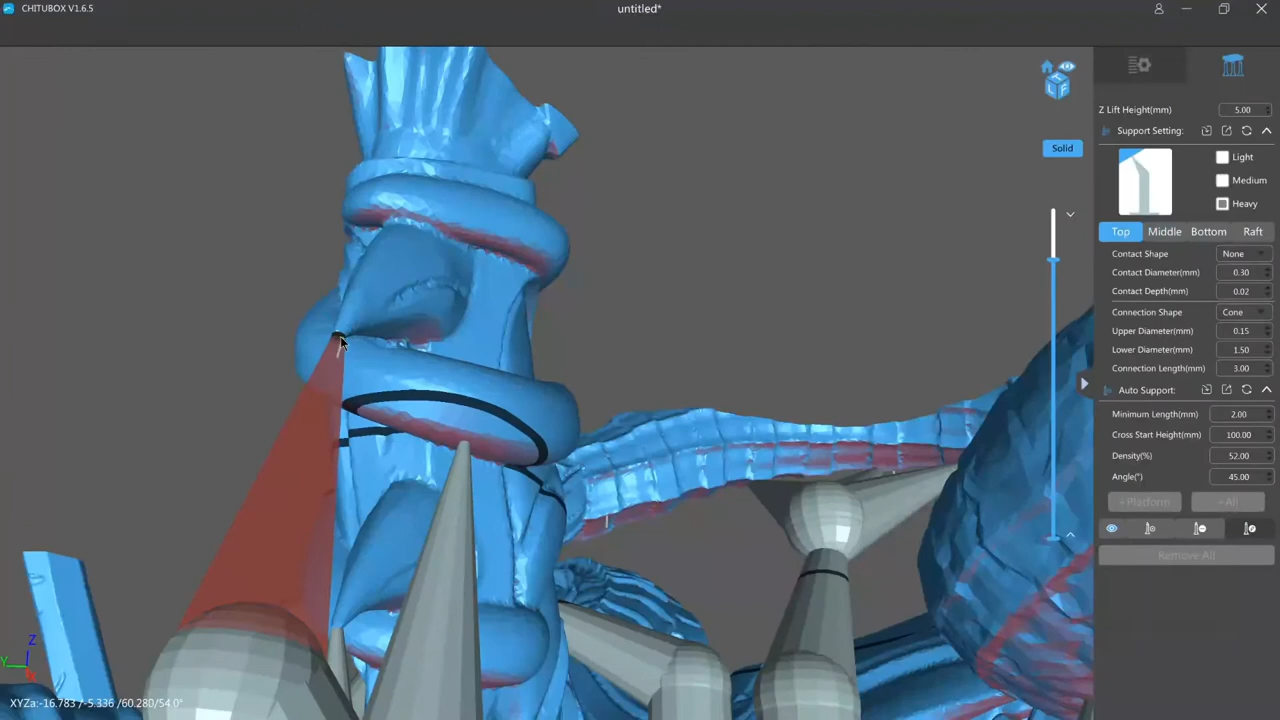 CHITUBOX V1.6.5
untitled*
Z Lift Height(mm) 5.00
Support Setting:
Light
Medium
Heavy
Top Middle Bottom Raft
Contact Shape None
Contact Diameter(mm) 0.30
Contact Depth(mm) 0.02
Connection Shape Cone
Upper Diameter(mm) 0.15
Lower Diameter(mm) 1.50
Connection Length(mm) 3.00
Auto Support:
Minimum Length(mm) 2.00
Cross Start Height(mm) 100.00
Density(%) 52.00
Angle(°) 45.00
+Platform +All
Remove All
Solid
T
L F
Z
Y
XYZa:-16.783 /-5.336 /60.280/54.0°